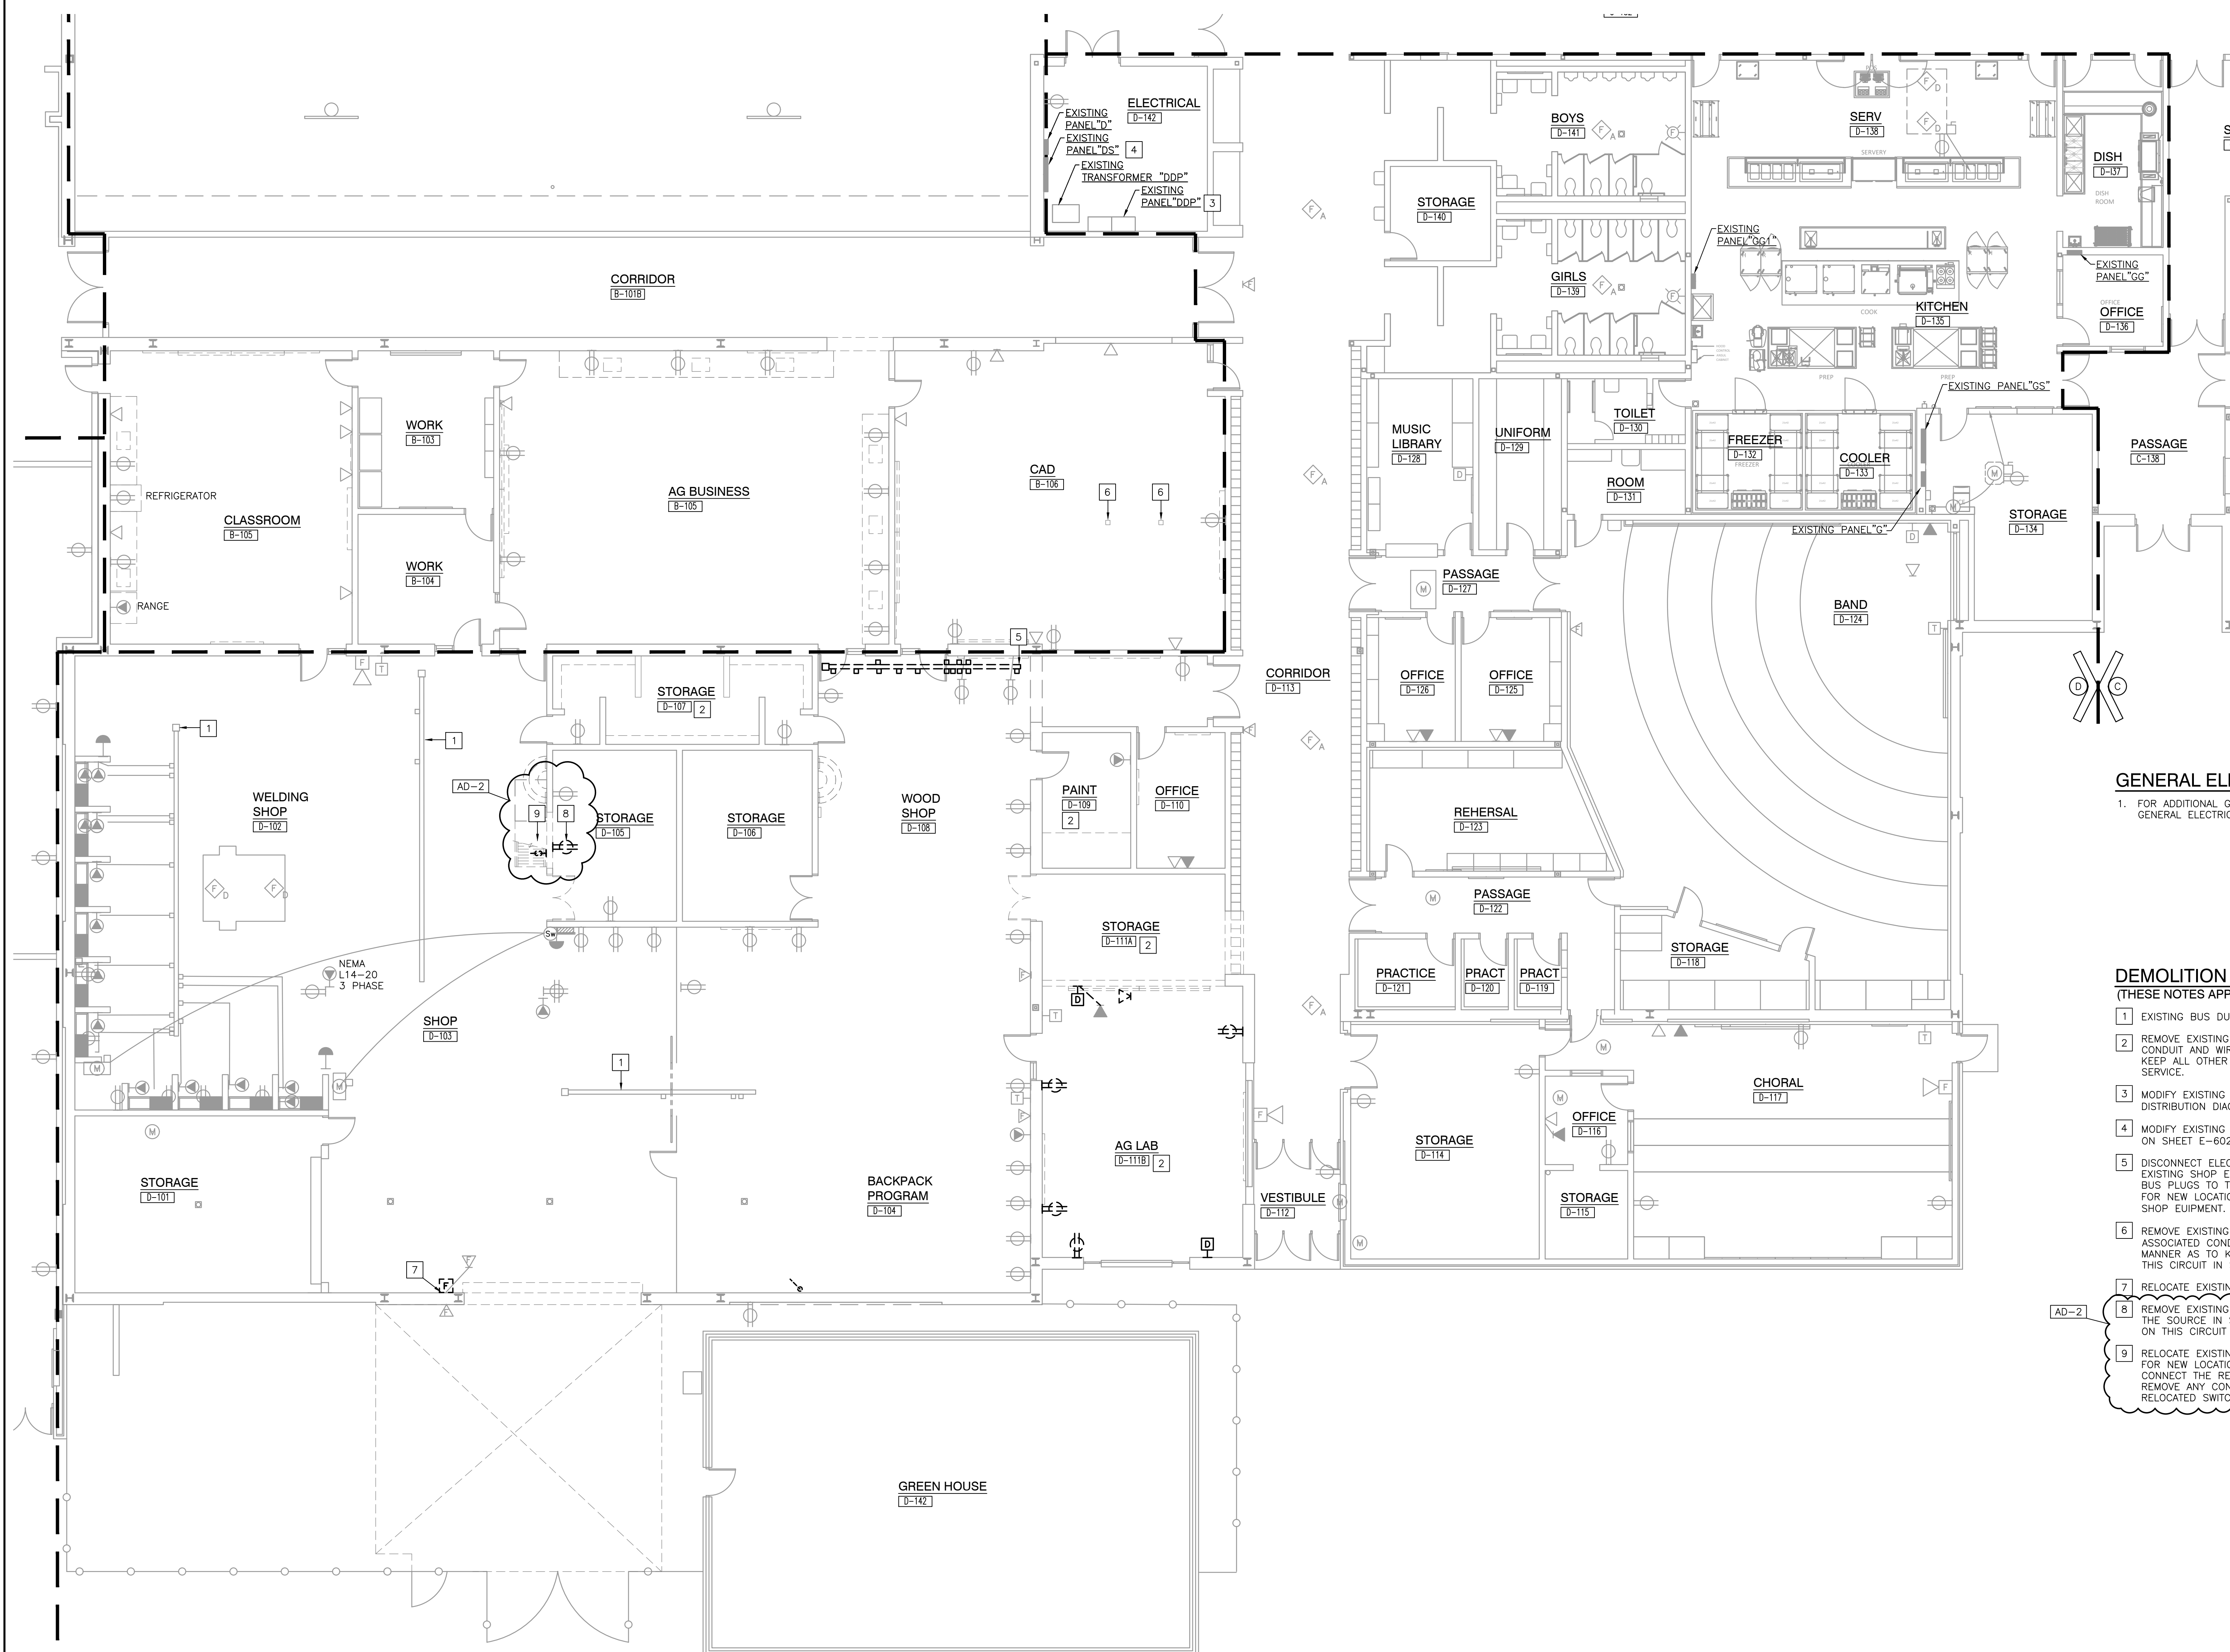 ELECTRICAL
D-142
EXISTING
PANEL"D"
EXISTING
PANEL"DS"
4
EXISTING
TRANSFORMER "DDP"
EXISTING
PANEL"DDP"
3
BOYS
D-141
STORAGE
D-140
GIRLS
D-139
SERV
D-138
SERVERY
DISH
D-137
DISH
ROOM
EXISTING
PANEL"GG1"
EXISTING
PANEL"GG"
OFFICE
OFFICE
D-136
KITCHEN
D-135
COOK
PREP
PREP
EXISTING PANEL"GS"
CORRIDOR
B-101B
CLASSROOM
B-105
REFRIGERATOR
RANGE
WORK
B-103
WORK
B-104
AG BUSINESS
B-105
CAD
B-106
6
6
5
MUSIC
LIBRARY
D-128
UNIFORM
D-129
TOILET
D-130
ROOM
D-131
FREEZER
D-132
FREEZER
COOLER
D-133
STORAGE
D-134
EXISTING PANEL"G"
PASSAGE
C-138
PASSAGE
D-127
OFFICE
D-126
OFFICE
D-125
BAND
D-124
CORRIDOR
D-113
REHERSAL
D-123
PASSAGE
D-122
PRACTICE
D-121
PRACT
D-120
PRACT
D-119
STORAGE
D-118
D
C
STORAGE
D-107
2
1
1
AD-2
9
8
WELDING
SHOP
D-102
STORAGE
D-105
STORAGE
D-106
WOOD
SHOP
D-108
PAINT
D-109
2
OFFICE
D-110
STORAGE
D-111A
2
NEMA
L14-20
3 PHASE
SHOP
D-103
1
STORAGE
D-101
BACKPACK
PROGRAM
D-104
AG LAB
D-111B
2
VESTIBULE
D-112
STORAGE
D-114
OFFICE
D-116
STORAGE
D-115
CHORAL
D-117
7
GREEN HOUSE
D-142
GENERAL ELE
1. FOR ADDITIONAL G
GENERAL ELECTRIC
DEMOLITION
(THESE NOTES APP
1 EXISTING BUS DU
2 REMOVE EXISTING
CONDUIT AND WIR
KEEP ALL OTHER
SERVICE.
3 MODIFY EXISTING
DISTRIBUTION DIAG
4 MODIFY EXISTING
ON SHEET E-602
5 DISCONNECT ELEC
EXISTING SHOP E
BUS PLUGS TO T
FOR NEW LOCATIO
SHOP EUIPMENT.
6 REMOVE EXISTING
ASSOCIATED COND
MANNER AS TO K
THIS CIRCUIT IN
7 RELOCATE EXISTIN
AD-2
8 REMOVE EXISTING
THE SOURCE IN S
ON THIS CIRCUIT
9 RELOCATE EXISTIN
FOR NEW LOCATIO
CONNECT THE RE
REMOVE ANY CON
RELOCATED SWITC